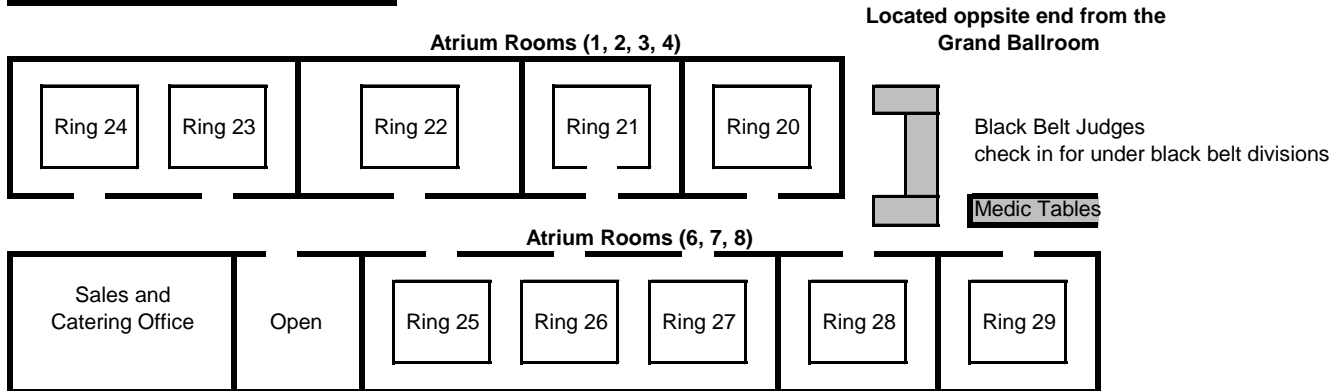 Located oppsite end from the
Grand Ballroom
Atrium Rooms (1, 2, 3, 4)
Ring 24
Ring 23
Ring 22
Ring 21
Ring 20
Black Belt Judges
check in for under black belt divisions
Medic Tables
Atrium Rooms (6, 7, 8)
Sales and
Catering Office
Open
Ring 25
Ring 26
Ring 27
Ring 28
Ring 29